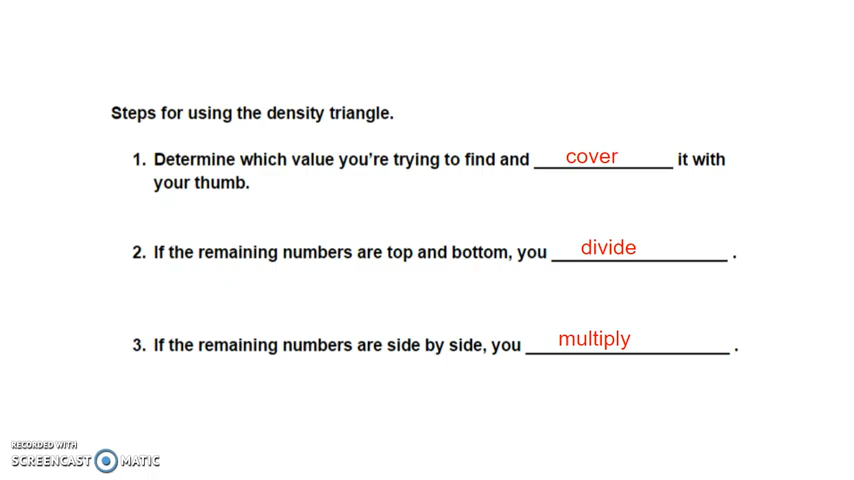 Steps for using the density triangle.
1. Determine which value you're trying to find and cover it with
your thumb.
2. If the remaining numbers are top and bottom, you divide .
3. If the remaining numbers are side by side, you multiply .
RECORDED WITH
SCREENCAST MATIC